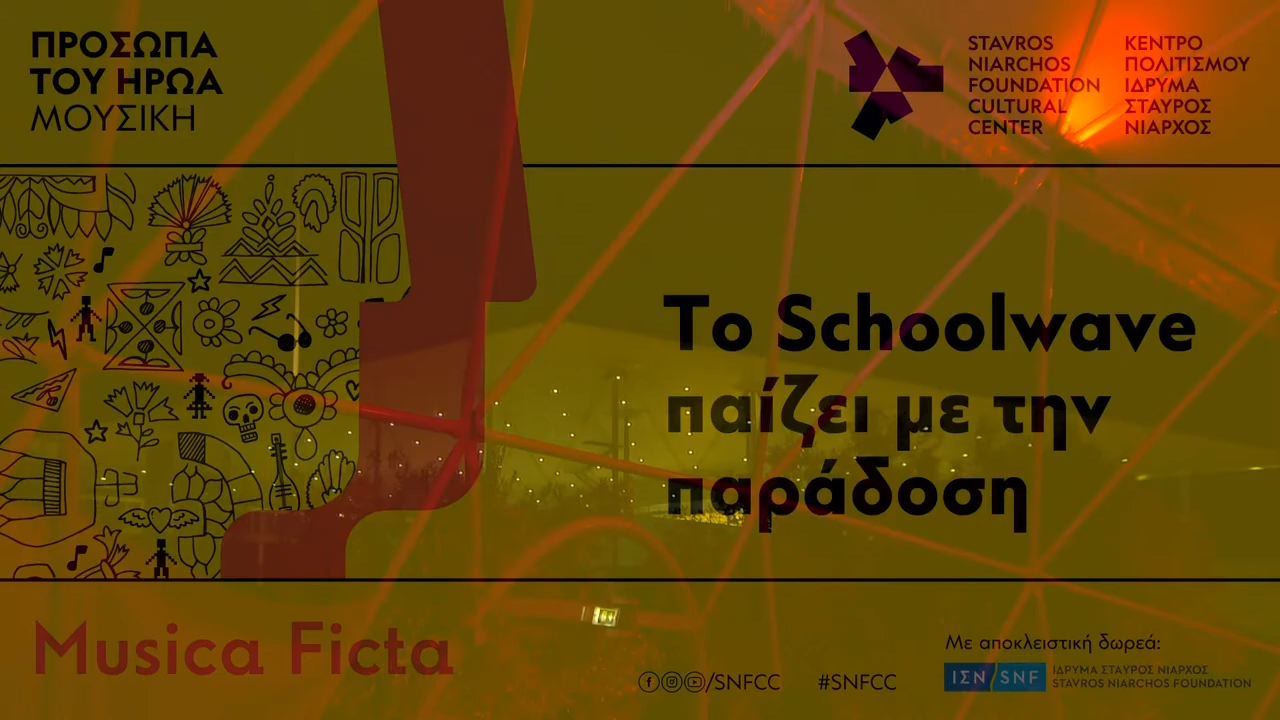 ΠΡΟΣΩΠΑ
ΤΟΥ ΗΡΩΑ
ΜΟΥΣΙΚΗ
STAVROS
NIARCHOS
FOUNDATION
CULTURAL
CENTER
ΚΕΝΤΡΟ
ΠΟΛΙΤΙΣΜΟΥ
ΙΔΡΥΜΑ
ΣΤΑΥΡΟΣ
ΝΙΑΡΧΟΣ
Το Schoolwave
παίζει με την
παράδοση
Musica Ficta
/SNFCC #SNFCC
Με αποκλειστική δωρεά:
ΙΣΝ/SNF
ΙΔΡΥΜΑ ΣΤΑΥΡΟΣ ΝΙΑΡΧΟΣ
STAVROS NIARCHOS FOUNDATION